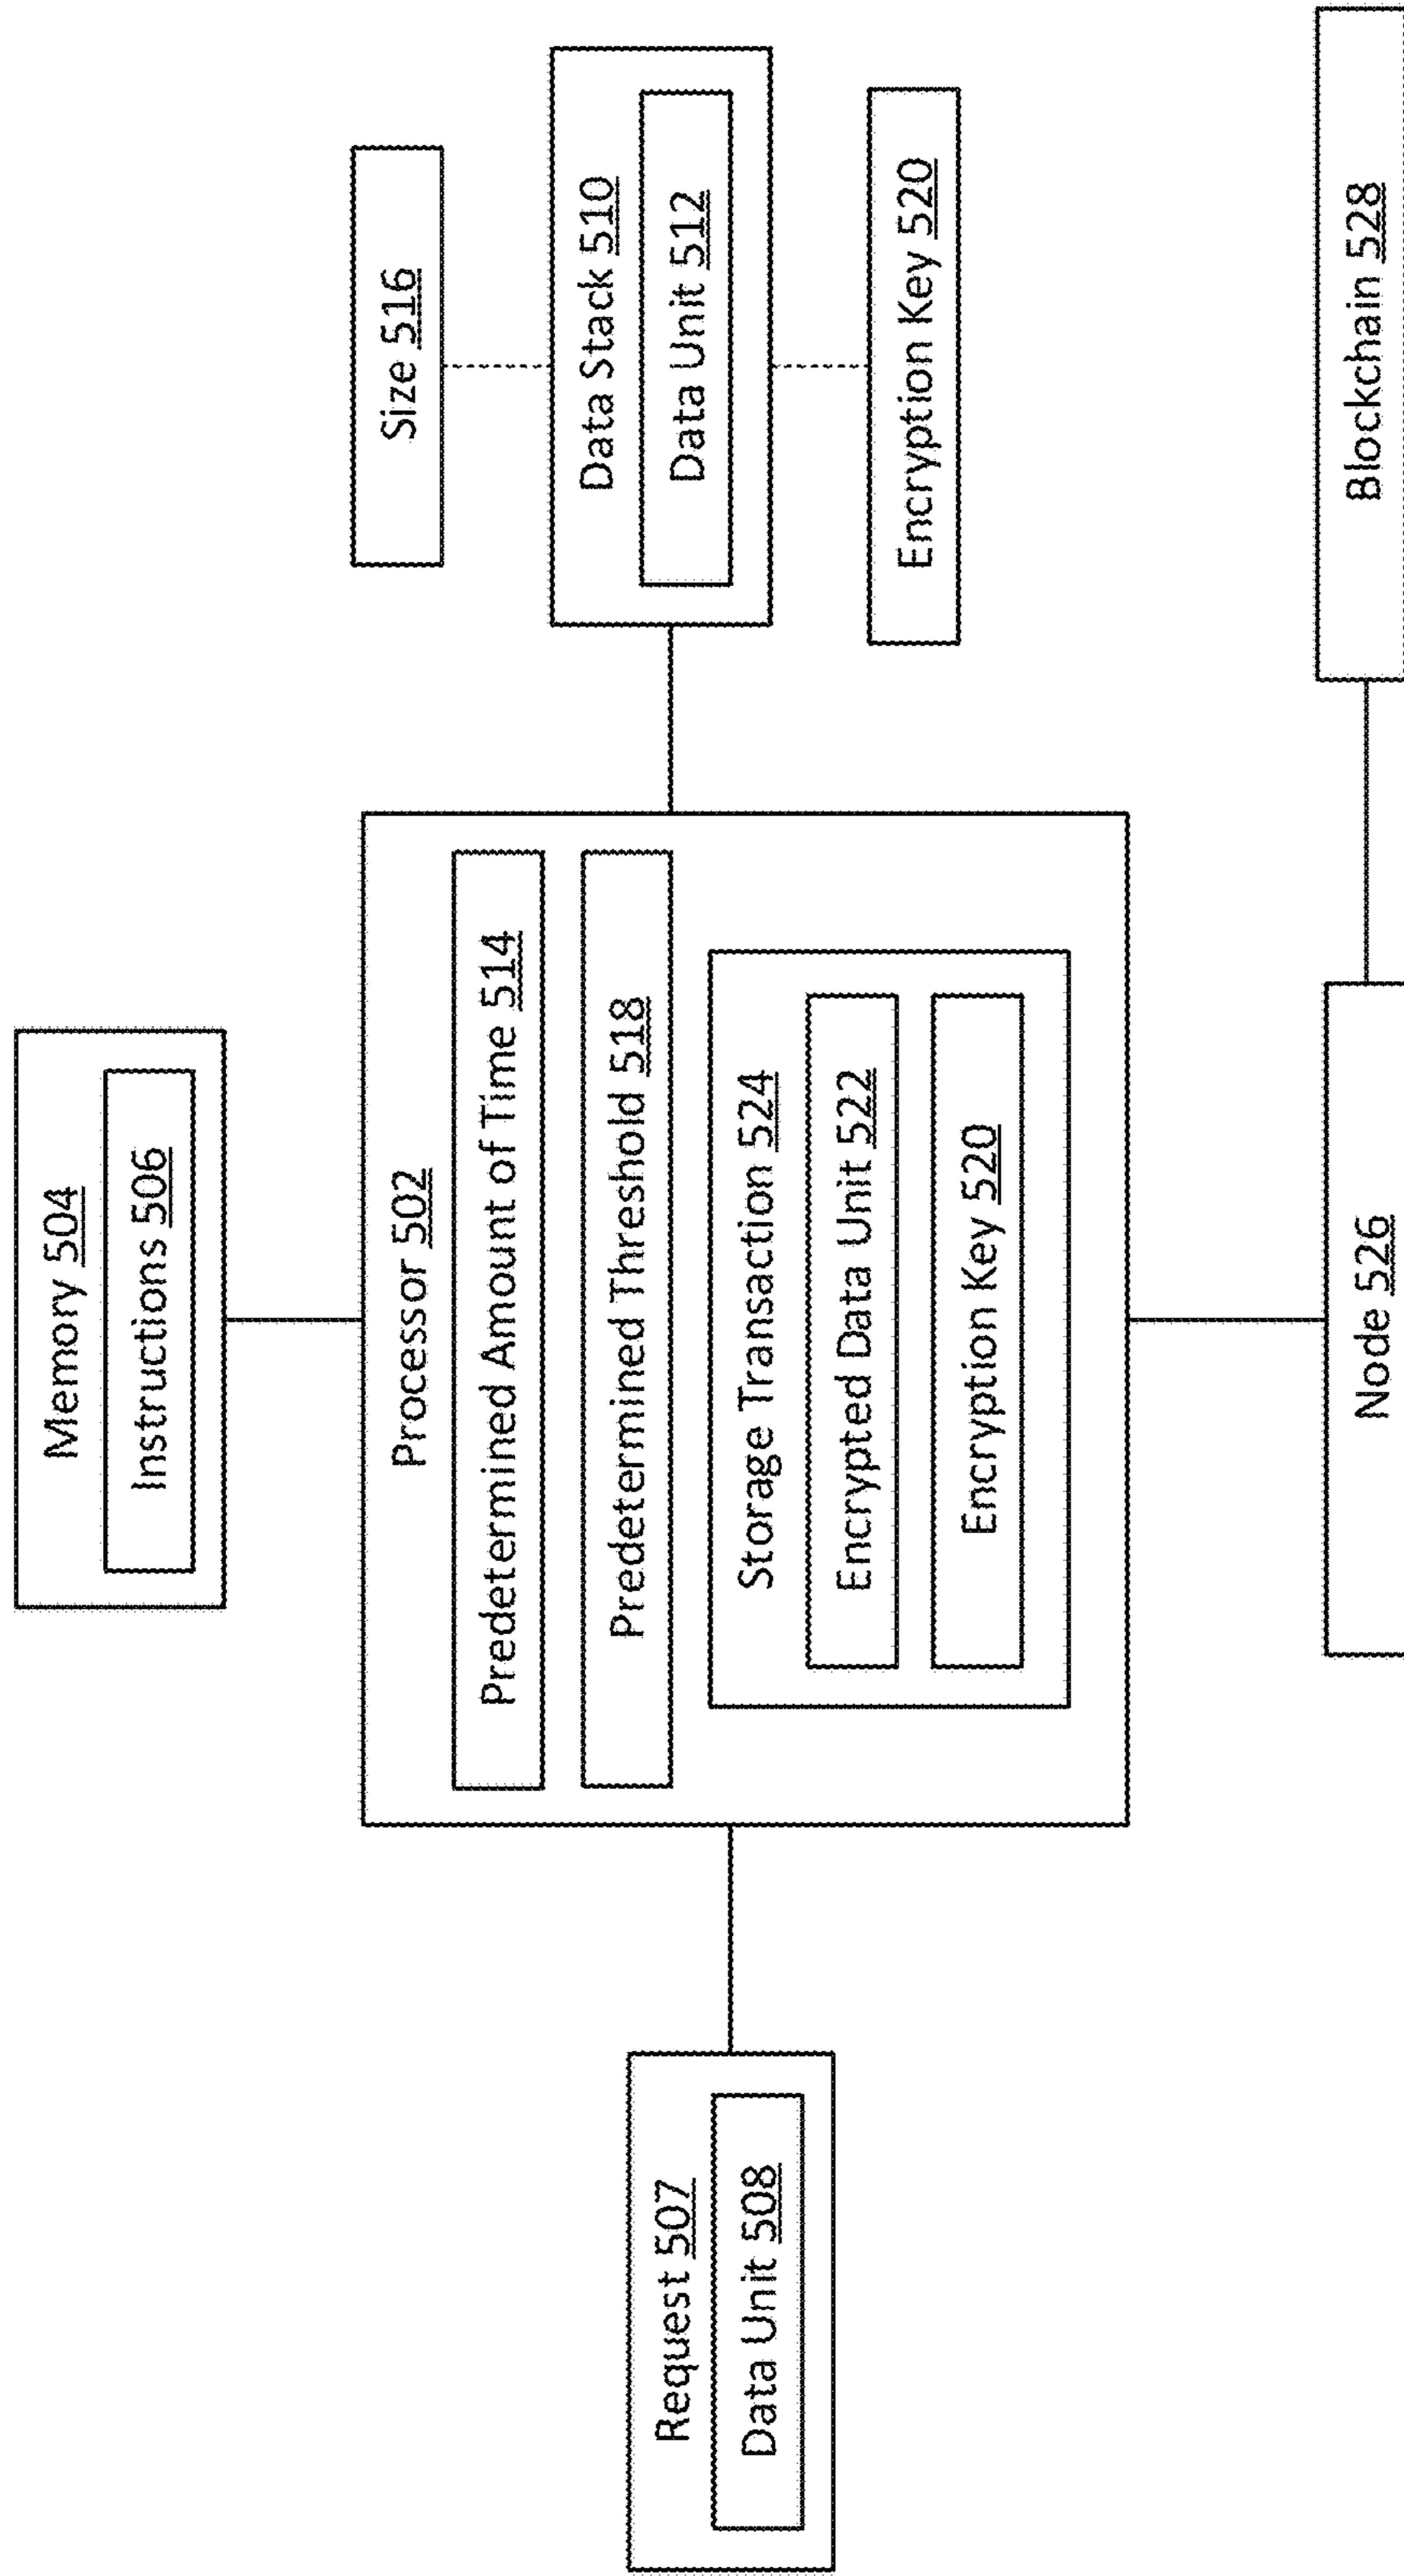 Memory 504
Instructions 506
Size 516
Processor 502
Predetermined Amount of Time 514
Data Stack 510
Predetermined Threshold 518
Data Unit 512
Request 507
Data Unit 508
Storage Transaction 524
Encrypted Data Unit 522
Encryption Key 520
Encryption Key 520
Node 526
Blockchain 528